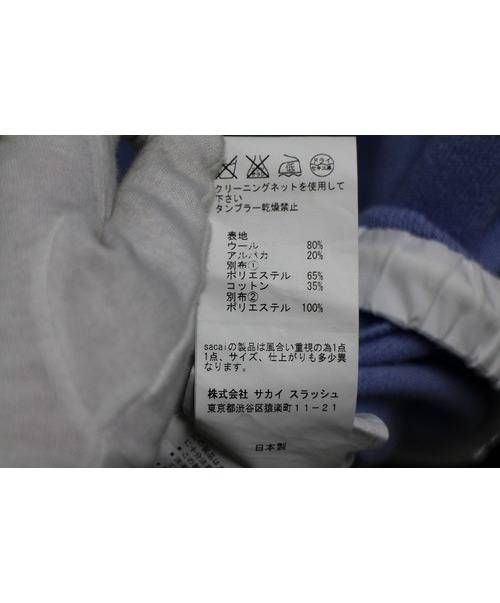 ドライ
クリーニングネットを使用して
下さい
タンブラー乾燥禁止
表地
ウール 80%
アルパカ 20%
別布①
ポリエステル 65%
コットン 35%
別布②
ポリエステル 100%
sacaiの製品は風合い重視の為1点
1点、サイズ、仕上がりも多少異
なります。
株式会社 サカイ スラッシュ
東京都渋谷区猿楽町11-21
日本製